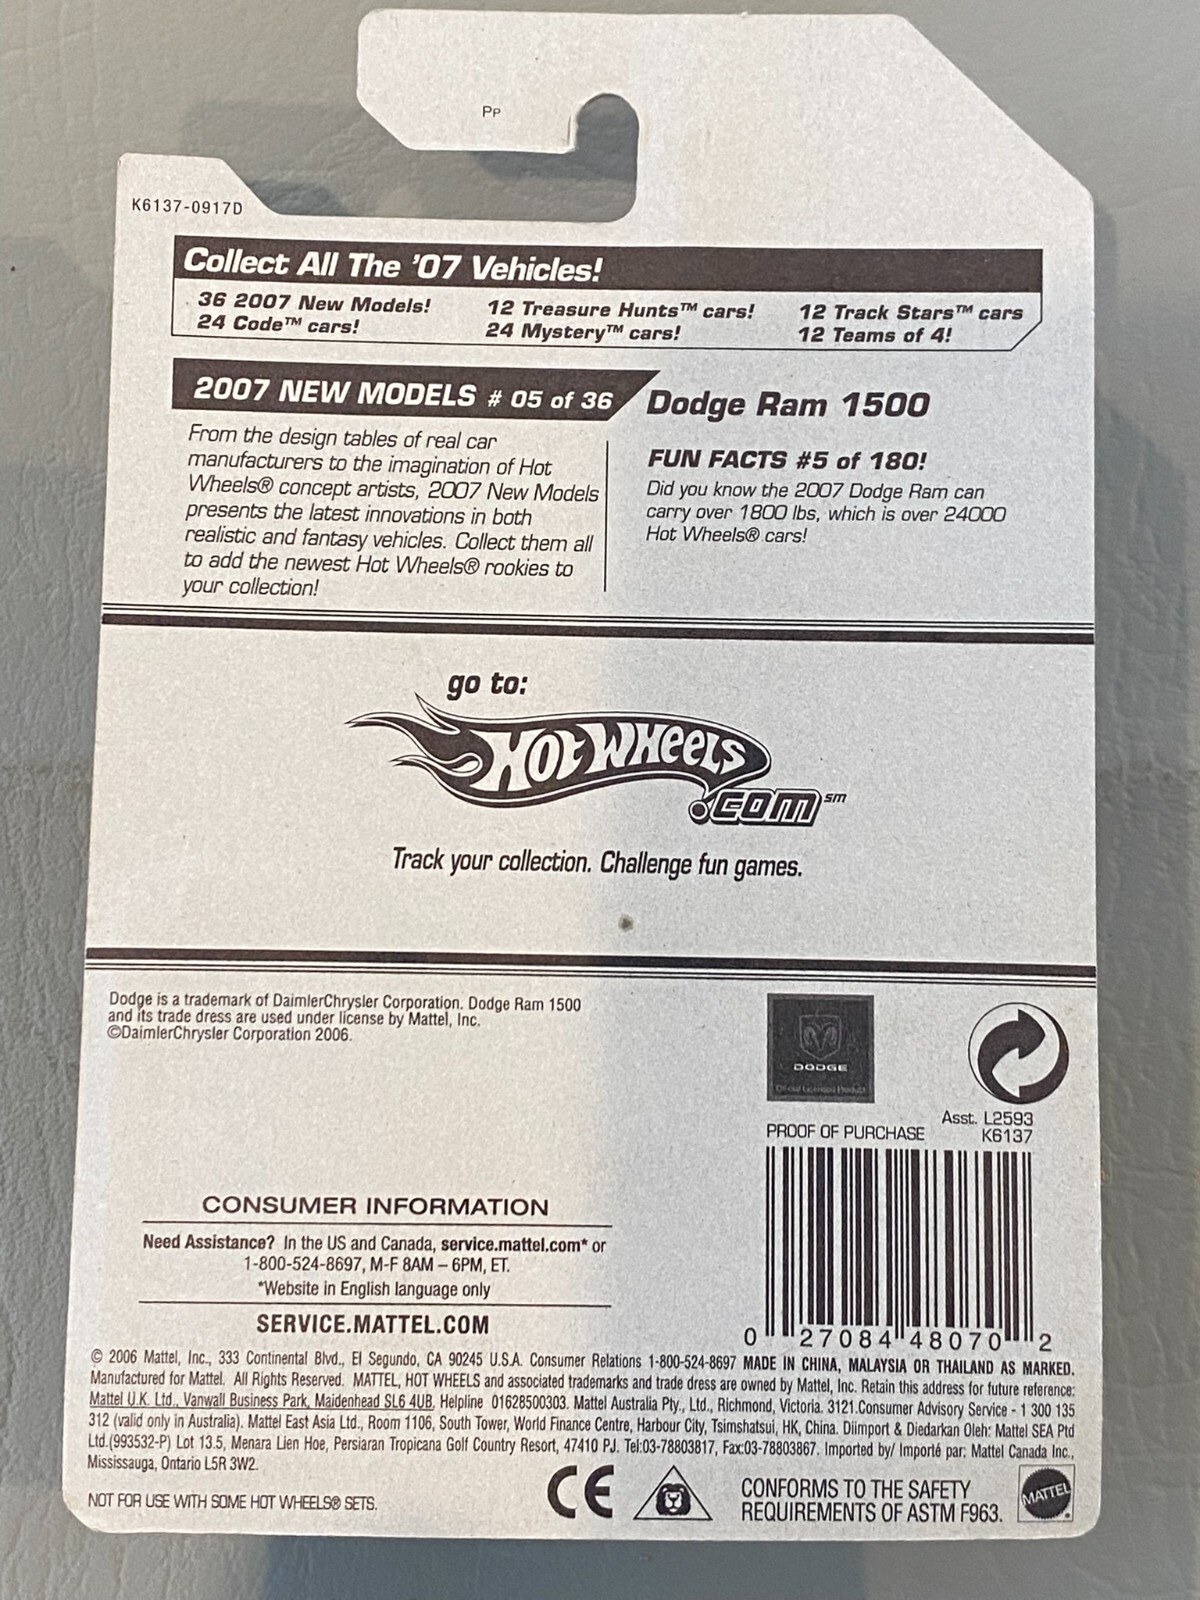 PP
K6137-0917D
Collect All The '07 Vehicles!
36 2007 New Models!
24 Code™ cars!
12 Treasure Hunts™ cars!
24 Mystery™ cars!
12 Track Stars™ cars
12 Teams of 4!
2007 NEW MODELS # 05 of 36
From the design tables of real car
manufacturers to the imagination of Hot
Wheels® concept artists, 2007 New Models
presents the latest innovations in both
realistic and fantasy vehicles. Collect them all
to add the newest Hot Wheels® rookies to
your collection!
Dodge Ram 1500
FUN FACTS #5 of 180!
Did you know the 2007 Dodge Ram can
carry over 1800 lbs, which is over 24000
Hot Wheels® cars!
go to:
HOT WHEELS
.COM℠
Track your collection. Challenge fun games.
Dodge is a trademark of DaimlerChrysler Corporation. Dodge Ram 1500
and its trade dress are used under license by Mattel, Inc.
©DaimlerChrysler Corporation 2006.
DODGE
Official Licensed Product
Asst. L2593
PROOF OF PURCHASE K6137
0 27084 48070 2
CONSUMER INFORMATION
Need Assistance? In the US and Canada, service.mattel.com* or
1-800-524-8697, M-F 8AM – 6PM, ET.
*Website in English language only
SERVICE.MATTEL.COM
© 2006 Mattel, Inc., 333 Continental Blvd., El Segundo, CA 90245 U.S.A. Consumer Relations 1-800-524-8697 MADE IN CHINA, MALAYSIA OR THAILAND AS MARKED.
Manufactured for Mattel. All Rights Reserved. MATTEL, HOT WHEELS and associated trademarks and trade dress are owned by Mattel, Inc. Retain this address for future reference:
Mattel U.K. Ltd., Vanwall Business Park, Maidenhead SL6 4UB. Helpline 01628500303. Mattel Australia Pty., Ltd., Richmond, Victoria. 3121.Consumer Advisory Service - 1 300 135
312 (valid only in Australia). Mattel East Asia Ltd., Room 1106, South Tower, World Finance Centre, Harbour City, Tsimshatsui, HK, China. Diimport & Diedarkan Oleh: Mattel SEA Ptd
Ltd.(993532-P) Lot 13.5, Menara Lien Hoe, Persiaran Tropicana Golf Country Resort, 47410 PJ. Tel:03-78803817, Fax:03-78803867. Imported by/ Importé par: Mattel Canada Inc.,
Mississauga, Ontario L5R 3W2.
NOT FOR USE WITH SOME HOT WHEELS® SETS.
CE
CONFORMS TO THE SAFETY
REQUIREMENTS OF ASTM F963.
MATTEL